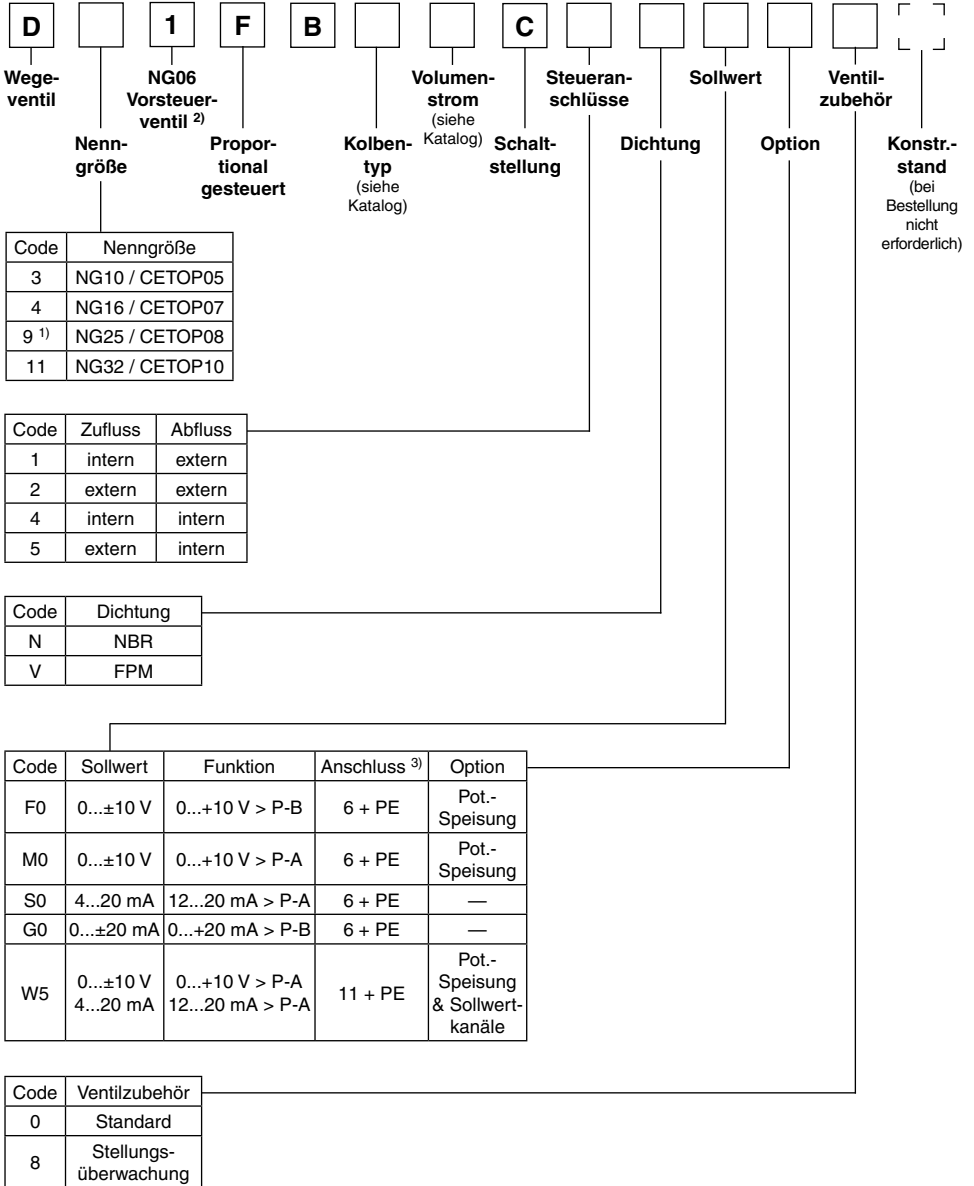 D 1 F B C
Wege-
ventil
NG06
Vorsteuer-
ventil 2)
Volumen-
strom
(siehe
Katalog)
Steueran-
schlüsse
Sollwert
Ventil-
zubehör
Nenn-
größe
Propor-
tional
gesteuert
Kolben-
typ
(siehe
Katalog)
Schalt-
stellung
Dichtung
Option
Konstr.-
stand
(bei
Bestellung
nicht
erforderlich)
Code Nenngröße
3 NG10 / CETOP05
4 NG16 / CETOP07
9 1) NG25 / CETOP08
11 NG32 / CETOP10
Code Zufluss Abfluss
1 intern extern
2 extern extern
4 intern intern
5 extern intern
Code Dichtung
N NBR
V FPM
Code Sollwert Funktion Anschluss 3) Option
F0 0...±10 V 0...+10 V > P-B 6 + PE Pot.-
Speisung
M0 0...±10 V 0...+10 V > P-A 6 + PE Pot.-
Speisung
S0 4...20 mA 12...20 mA > P-A 6 + PE —
G0 0...±20 mA 0...+20 mA > P-B 6 + PE —
W5 0...±10 V 0...+10 V > P-A 11 + PE Pot.-
4...20 mA 12...20 mA > P-A Speisung
& Sollwert-
kanäle
Code Ventilzubehör
0 Standard
8 Stellungs-
überwachung